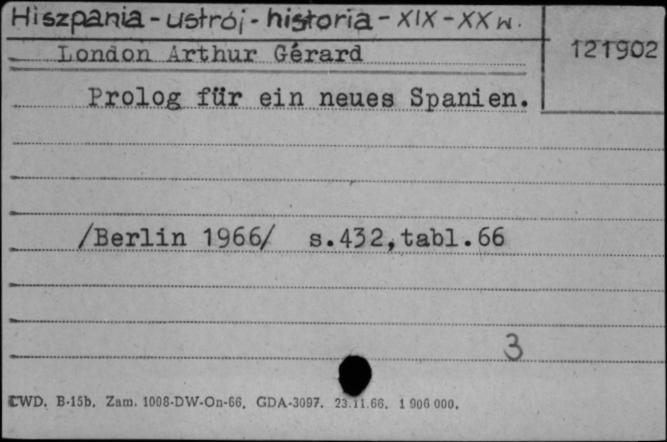 Hiszpania - ustrój - historia - XIX - XX w.
London Arthur Gérard
121902
Prolog für ein neues Spanien.
/Berlin 1966/ s.432,tabl.66
3
CWD. B-15b. Zam. 1008-DW-On-66. GDA-3097. 23.11.66. 1 906 000.